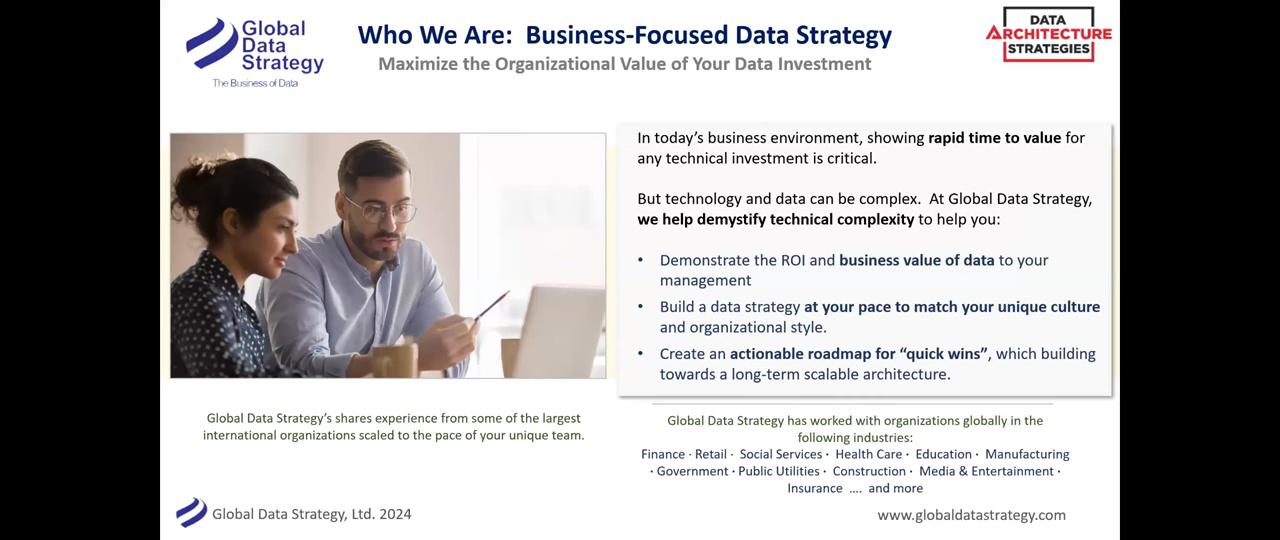 Global
Data
Strategy
The Business of Data
Who We Are:  Business-Focused Data Strategy
Maximize the Organizational Value of Your Data Investment
DATA
ARCHITECTURE
STRATEGIES
In today's business environment, showing rapid time to value for
any technical investment is critical.
But technology and data can be complex.  At Global Data Strategy,
we help demystify technical complexity to help you:
• Demonstrate the ROI and business value of data to your
management
• Build a data strategy at your pace to match your unique culture
and organizational style.
• Create an actionable roadmap for “quick wins”, which building
towards a long-term scalable architecture.
Global Data Strategy's shares experience from some of the largest
international organizations scaled to the pace of your unique team.
Global Data Strategy has worked with organizations globally in the
following industries:
Finance · Retail ·  Social Services ·  Health Care ·  Education ·  Manufacturing
· Government · Public Utilities ·  Construction ·  Media & Entertainment ·
Insurance  ....  and more
Global Data Strategy, Ltd. 2024
www.globaldatastrategy.com